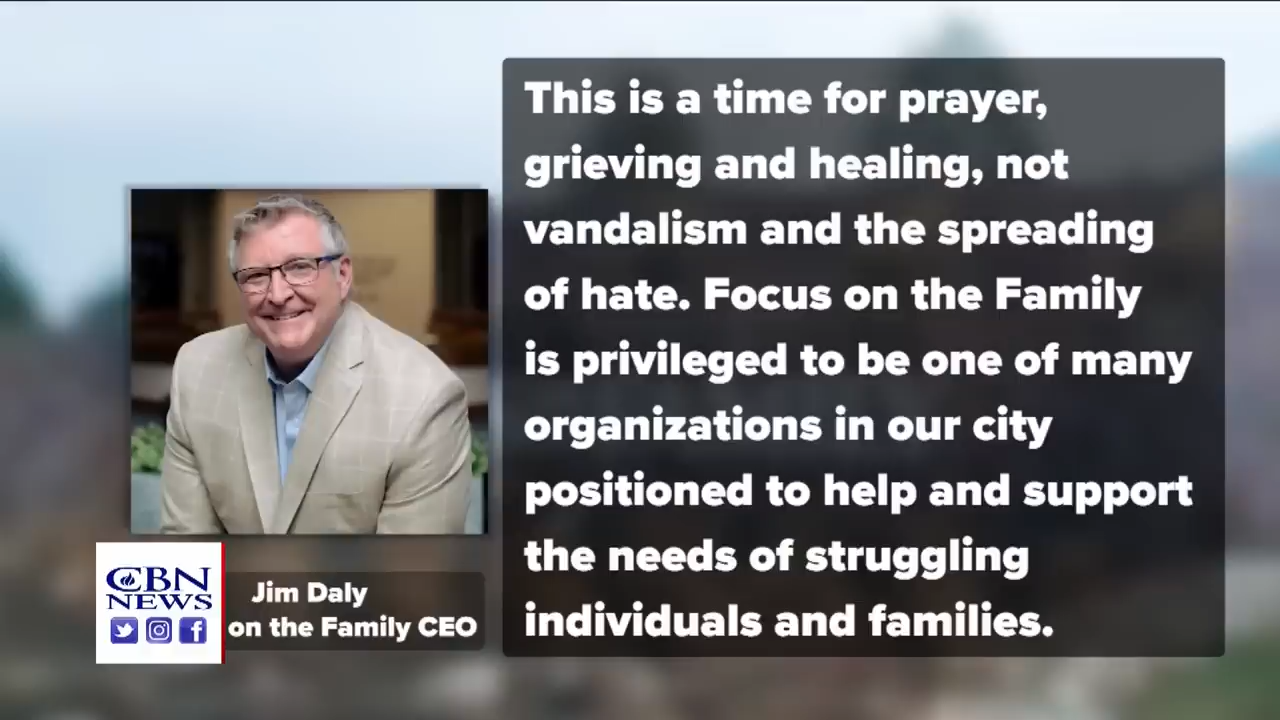 This is a time for prayer,
grieving and healing, not
vandalism and the spreading
of hate. Focus on the Family
is privileged to be one of many
organizations in our city
positioned to help and support
the needs of struggling
individuals and families.
CBN
NEWS
Jim Daly
on the Family CEO